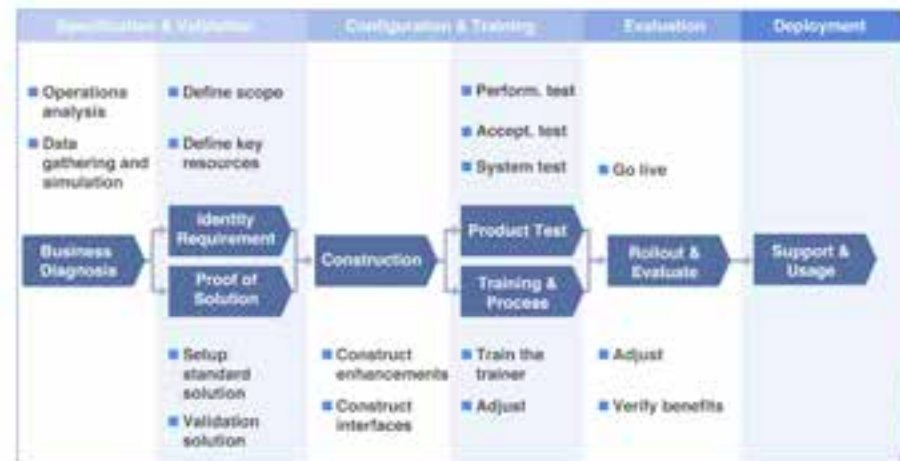 Specification & Validation
Configuration & Training
Evaluation
Deployment
Operations
analysis
Data
gathering and
simulation
Define scope
Define key
resources
Perform. test
Accept. test
System test
Go live
Business
Diagnosis
Identity
Requirement
Proof of
Solution
Construction
Product Test
Training &
Process
Rollout &
Evaluate
Support &
Usage
Setup
standard
solution
Validation
solution
Construct
enhancements
Construct
interfaces
Train the
trainer
Adjust
Adjust
Verify benefits